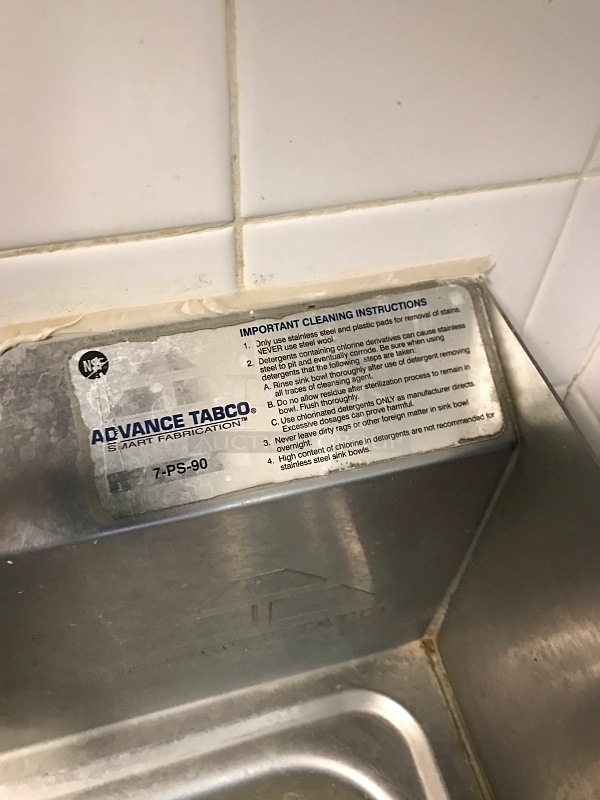 NSF
ADVANCE TABCO®
SMART FABRICATION™
7-PS-90
IMPORTANT CLEANING INSTRUCTIONS
1. Only use stainless steel and plastic pads for removal of stains.
NEVER use steel wool.
2. Detergents containing chlorine derivatives can cause stainless
steel to pit and eventually corrode. Be sure when using
detergents that the following steps are taken:
A. Rinse sink bowl thoroughly after use of detergent removing
all traces of cleansing agent.
B. Do no allow residue after sterilization process to remain in
bowl. Flush thoroughly.
C. Use chlorinated detergents ONLY as manufacturer directs.
Excessive dosages can prove harmful.
3. Never leave dirty rags or other foreign matter in sink bowl
overnight.
4. High content of chlorine in detergents are not recommended for
stainless steel sink bowls.